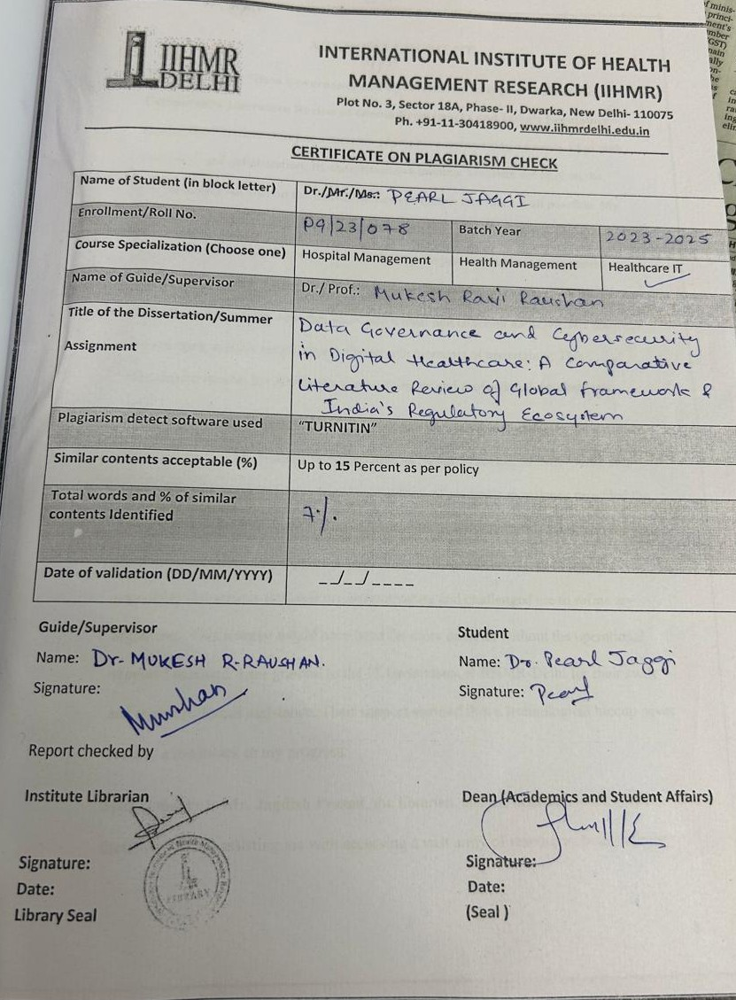 IIHMR
DELHI
INTERNATIONAL INSTITUTE OF HEALTH
MANAGEMENT RESEARCH (IIHMR)
Plot No. 3, Sector 18A, Phase- II, Dwarka, New Delhi- 110075
Ph. +91-11-30418900, www.iihmrdelhi.edu.in
CERTIFICATE ON PLAGIARISM CHECK
Name of Student (in block letter) Dr./Mr./Ms.: PEARL JAGGI
Enrollment/Roll No. P9/23/078 Batch Year 2023-2025
Course Specialization (Choose one) Hospital Management Health Management Healthcare IT
Name of Guide/Supervisor Dr./ Prof.: Mukesh Ravi Raushan
Title of the Dissertation/Summer
Assignment
Data Governance and Cybersecurity
in Digital Healthcare: A Comparative
Literature Review of Global framework &
India's Regulatory Ecosystem
Plagiarism detect software used "TURNITIN"
Similar contents acceptable (%) Up to 15 Percent as per policy
Total words and % of similar
contents Identified
7%.
Date of validation (DD/MM/YYYY) _ _/_ _/_ _ _ _
Guide/Supervisor
Name: Dr- MUKESH R-RAUSHAN.
Signature:
Student
Name: Dr. Pearl Jaggi
Signature: Pearl
Report checked by
Institute Librarian
Signature:
Date:
Library Seal
LIBRARY
Dean (Academics and Student Affairs)
Signature:
Date:
(Seal )